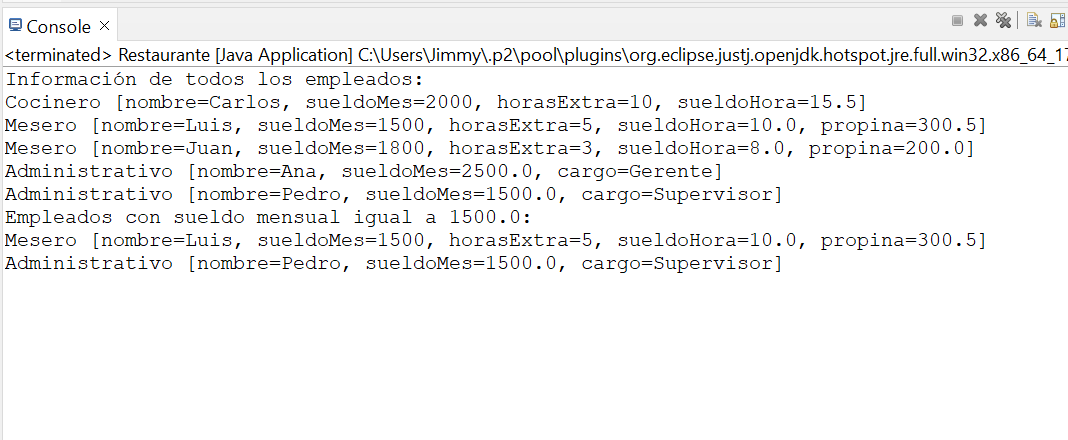 Console
<terminated> Restaurante [Java Application] C:\Users\Jimmy\.p2\pool\plugins\org.eclipse.justj.openjdk.hotspot.jre.full.win32.x86_64_17
Información de todos los empleados:
Cocinero [nombre=Carlos, sueldoMes=2000, horasExtra=10, sueldoHora=15.5]
Mesero [nombre=Luis, sueldoMes=1500, horasExtra=5, sueldoHora=10.0, propina=300.5]
Mesero [nombre=Juan, sueldoMes=1800, horasExtra=3, sueldoHora=8.0, propina=200.0]
Administrativo [nombre=Ana, sueldoMes=2500.0, cargo=Gerente]
Administrativo [nombre=Pedro, sueldoMes=1500.0, cargo=Supervisor]
Empleados con sueldo mensual igual a 1500.0:
Mesero [nombre=Luis, sueldoMes=1500, horasExtra=5, sueldoHora=10.0, propina=300.5]
Administrativo [nombre=Pedro, sueldoMes=1500.0, cargo=Supervisor]